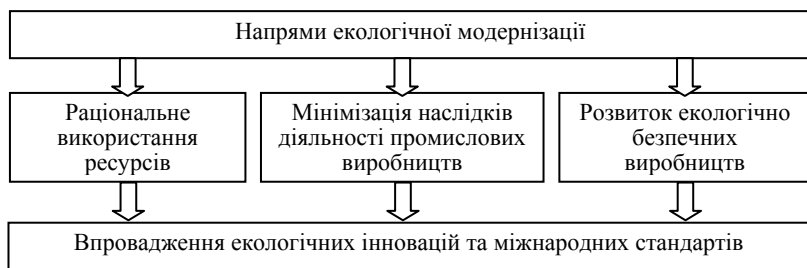 Напрями екологічної модернізації
Раціональне
використання
ресурсів
Мінімізація наслідків
діяльності промислових
виробництв
Розвиток екологічно
безпечних
виробництв
Впровадження екологічних інновацій та міжнародних стандартів